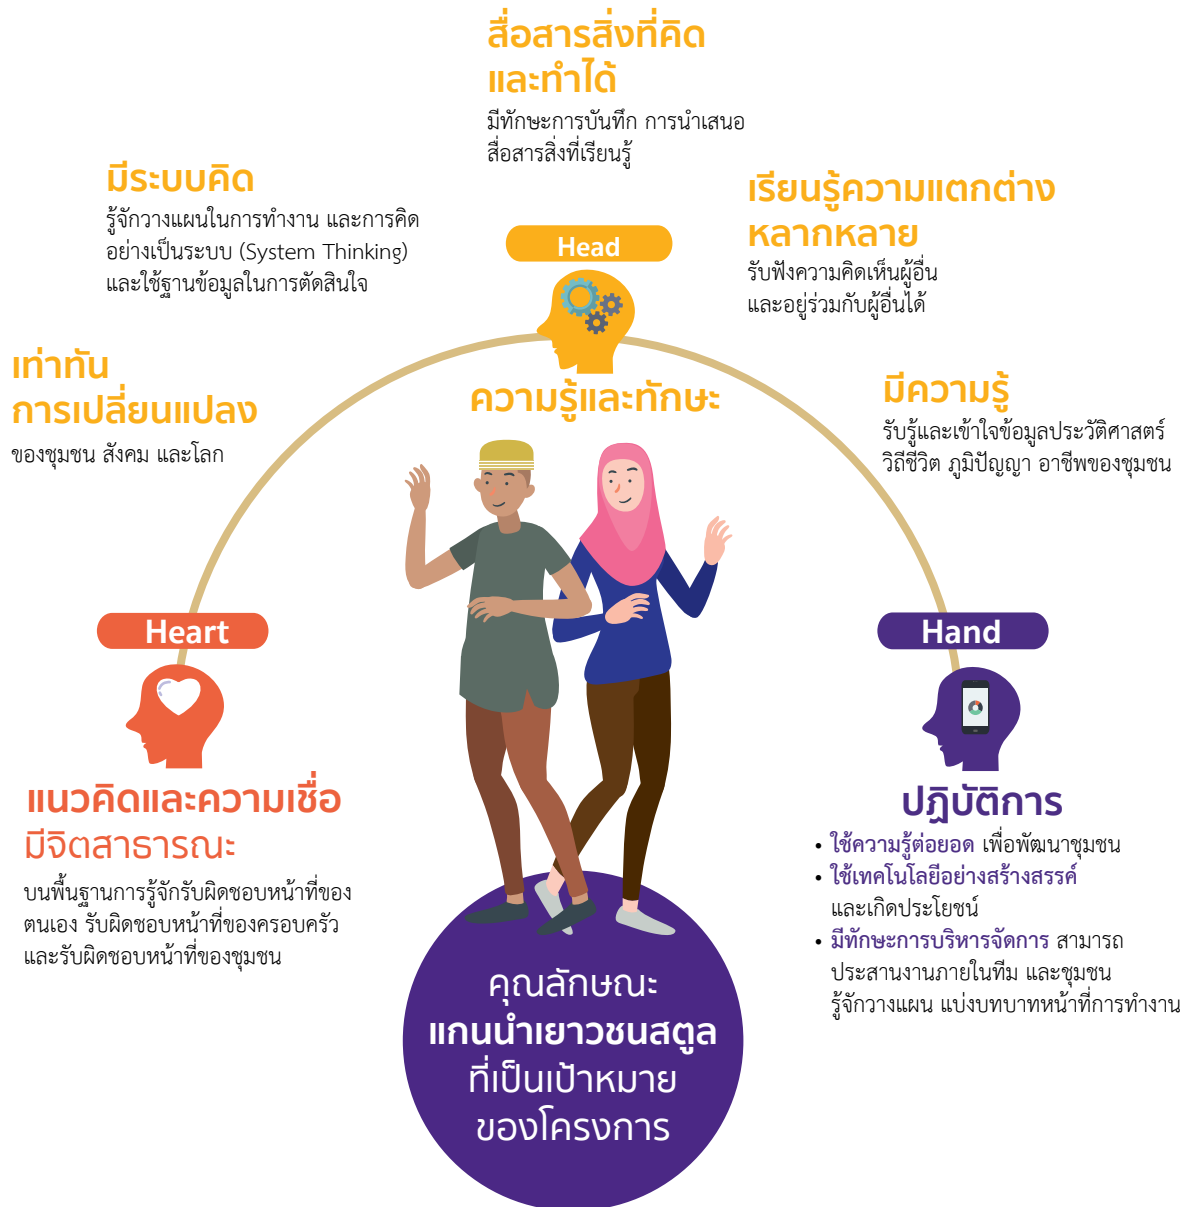 สื่อสารสิ่งที่คิด
และทำได้
มีทักษะการบันทึก การนำเสนอ
สื่อสารสิ่งที่เรียนรู้
มีระบบคิด
รู้จักวางแผนในการทำงาน และการคิด
อย่างเป็นระบบ (System Thinking)
และใช้ฐานข้อมูลในการตัดสินใจ
เรียนรู้ความแตกต่าง
หลากหลาย
รับฟังความคิดเห็นผู้อื่น
และอยู่ร่วมกับผู้อื่นได้
Head
ความรู้และทักษะ
เท่าทัน
การเปลี่ยนแปลง
ของชุมชน สังคม และโลก
มีความรู้
รับรู้และเข้าใจข้อมูลประวัติศาสตร์
วิถีชีวิต ภูมิปัญญา อาชีพของชุมชน
Heart
แนวคิดและความเชื่อ
มีจิตสาธารณะ
บนพื้นฐานการรู้จักรับผิดชอบหน้าที่ของ
ตนเอง รับผิดชอบหน้าที่ของครอบครัว
และรับผิดชอบหน้าที่ของชุมชน
Hand
ปฏิบัติการ
• ใช้ความรู้ต่อยอด เพื่อพัฒนาชุมชน
• ใช้เทคโนโลยีอย่างสร้างสรรค์
และเกิดประโยชน์
• มีทักษะการบริหารจัดการ สามารถ
ประสานงานภายในทีม และชุมชน
รู้จักวางแผน แบ่งบทบาทหน้าที่การทำงาน
คุณลักษณะ
แกนนำเยาวชนสตูล
ที่เป็นเป้าหมาย
ของโครงการ